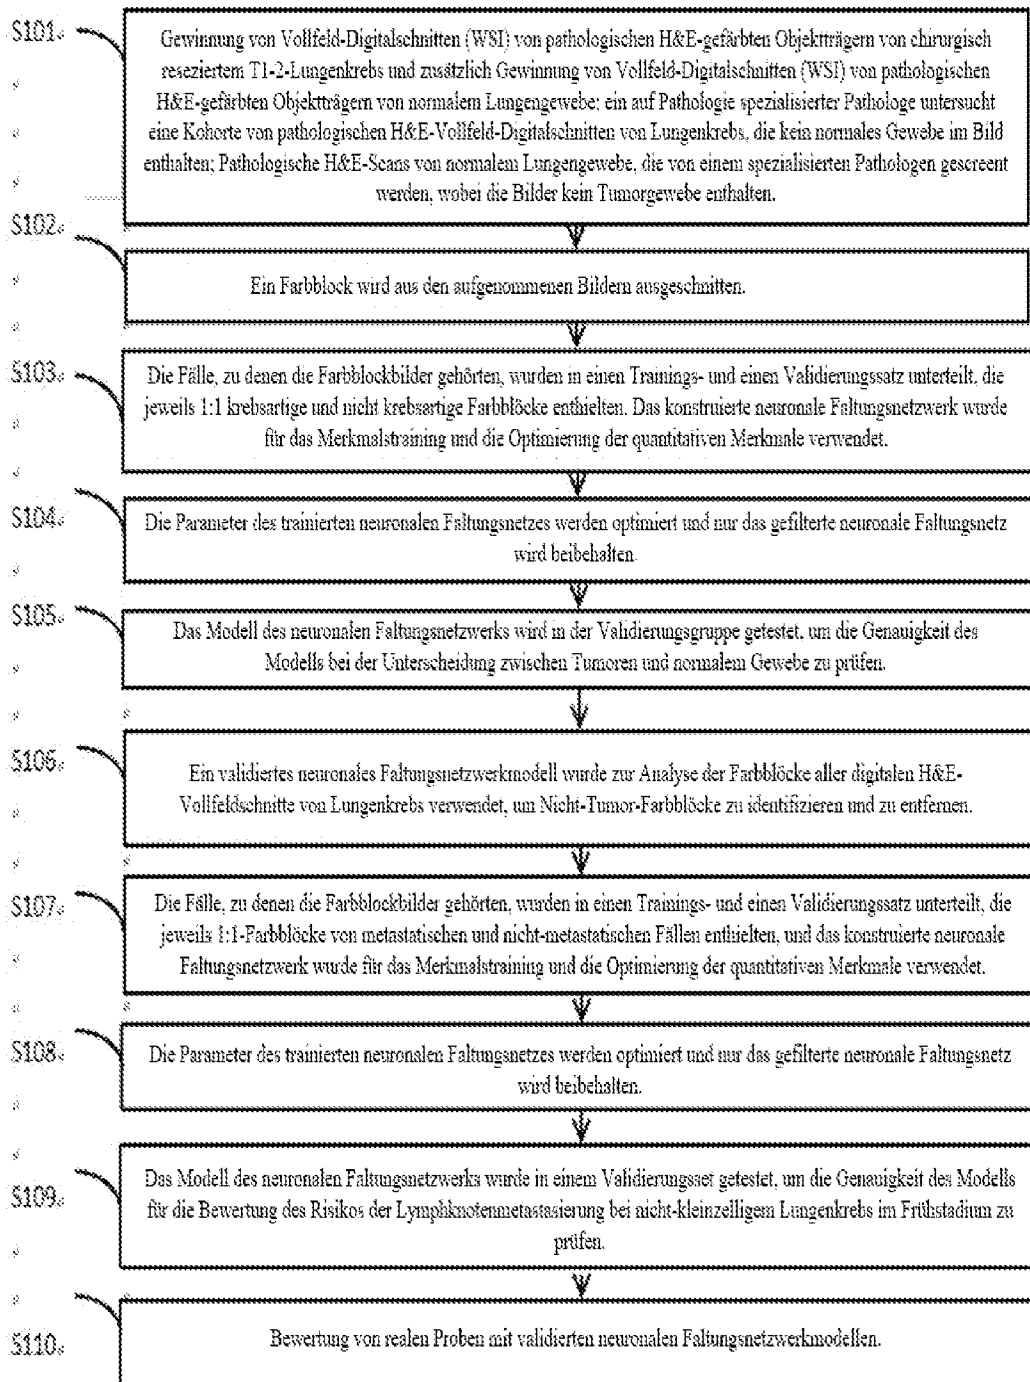 S101
Gewinnung von Vollfeld-Digitalschnitten (WSI) von pathologischen H&E-gefärbten Objektträgern von chirurgisch
reseziertem T1-2-Lungenkrebs und zusätzlich Gewinnung von Vollfeld-Digitalschnitten (WSI) von pathologischen
H&E-gefärbten Objektträgern von normalem Lungengewebe; ein auf Pathologie spezialisierter Pathologe untersucht
eine Kohorte von pathologischen H&E-Vollfeld-Digitalschnitten von Lungenkrebs, die kein normales Gewebe im Bild
enthalten; Pathologische H&E-Scans von normalem Lungengewebe, die von einem spezialisierten Pathologen gescreent
werden, wobei die Bilder kein Tumorgewebe enthalten.
S102
Ein Farbblock wird aus den aufgenommenen Bildern ausgeschnitten.
S103
Die Fälle, zu denen die Farbblockbilder gehörten, wurden in einen Trainings- und einen Validierungssatz unterteilt, die
jeweils 1:1 krebsartige und nicht krebsartige Farbblöcke enthielten. Das konstruierte neuronale Faltungsnetzwerk wurde
für das Merkmalstraining und die Optimierung der quantitativen Merkmale verwendet.
S104
Die Parameter des trainierten neuronalen Faltungsnetzes werden optimiert und nur das gefilterte neuronale Faltungsnetz
wird beibehalten.
S105
Das Modell des neuronalen Faltungsnetzwerks wird in der Validierungsgruppe getestet, um die Genauigkeit des
Modells bei der Unterscheidung zwischen Tumoren und normalem Gewebe zu prüfen.
S106
Ein validiertes neuronales Faltungsnetzwerkmodell wurde zur Analyse der Farbblöcke aller digitalen H&E-
Vollfeldschnitte von Lungenkrebs verwendet, um Nicht-Tumor-Farbblöcke zu identifizieren und zu entfernen.
S107
Die Fälle, zu denen die Farbblockbilder gehörten, wurden in einen Trainings- und einen Validierungssatz unterteilt, die
jeweils 1:1-Farbblöcke von metastatischen und nicht-metastatischen Fällen enthielten, und das konstruierte neuronale
Faltungsnetzwerk wurde für das Merkmalstraining und die Optimierung der quantitativen Merkmale verwendet.
S108
Die Parameter des trainierten neuronalen Faltungsnetzes werden optimiert und nur das gefilterte neuronale Faltungsnetz
wird beibehalten.
S109
Das Modell des neuronalen Faltungsnetzwerks wurde in einem Validierungsset getestet, um die Genauigkeit des Modells
für die Bewertung des Risikos der Lymphknotenmetastasierung bei nicht-kleinzelligem Lungenkrebs im Frühstadium zu
prüfen.
S110
Bewertung von realen Proben mit validierten neuronalen Faltungsnetzwerkmodellen.